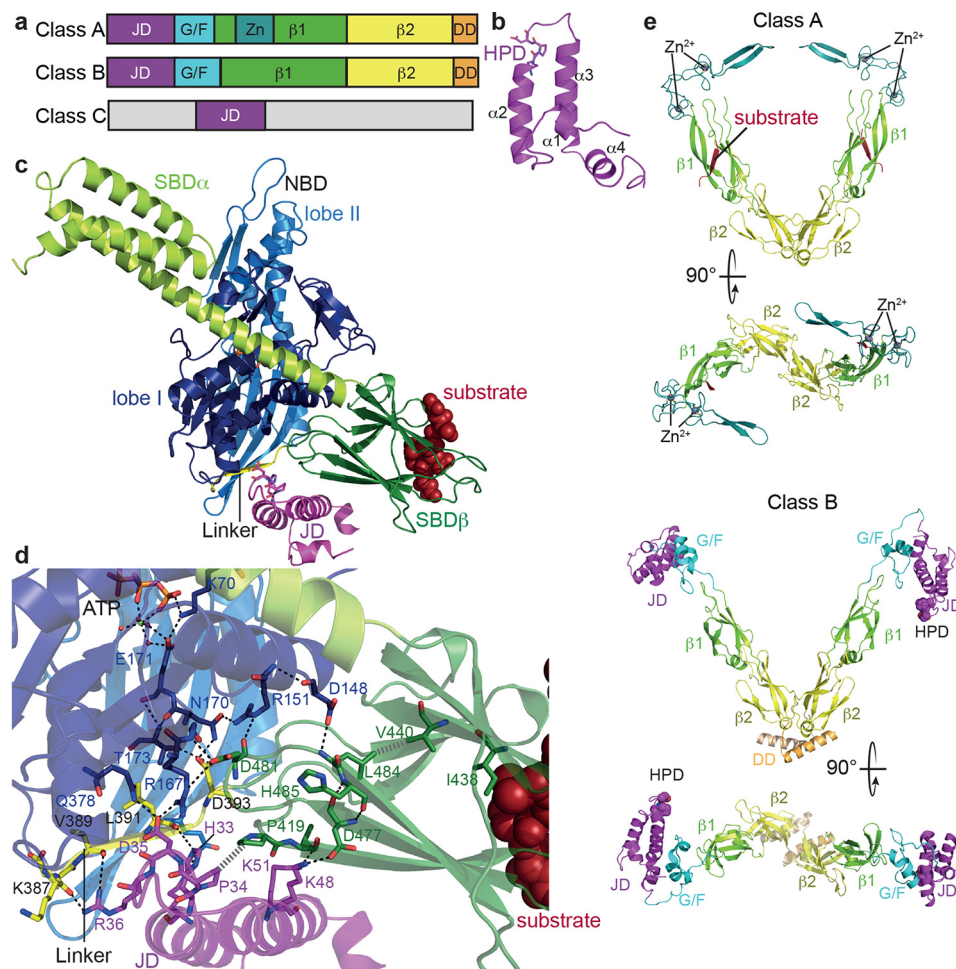 a
Class A JD G/F Zn β1 β2 DD
Class B JD G/F β1 β2 DD
Class C JD
b
HPD
α3
α2
α1
α4
c
SBDα
NBD
lobe II
lobe I
substrate
Linker
JD
SBDβ
d
K70
ATP
E171
N170
R151
D148
V440
T173
D481
L484
I438
R167
H485
Q378
L391
D393
V389
H33
P419
D477
D35
K51
K387
P34
K48
R36
Linker
JD
substrate
e
Class A
Zn2+
Zn2+
substrate
β1
β1
β2
β2
90°
β2
Zn2+
β1
β2
β1
Zn2+
Class B
G/F
G/F
JD
JD
β1
β1
HPD
β2
β2
DD
90°
HPD
β2
β1
JD
β2
β1
G/F
G/F
JD